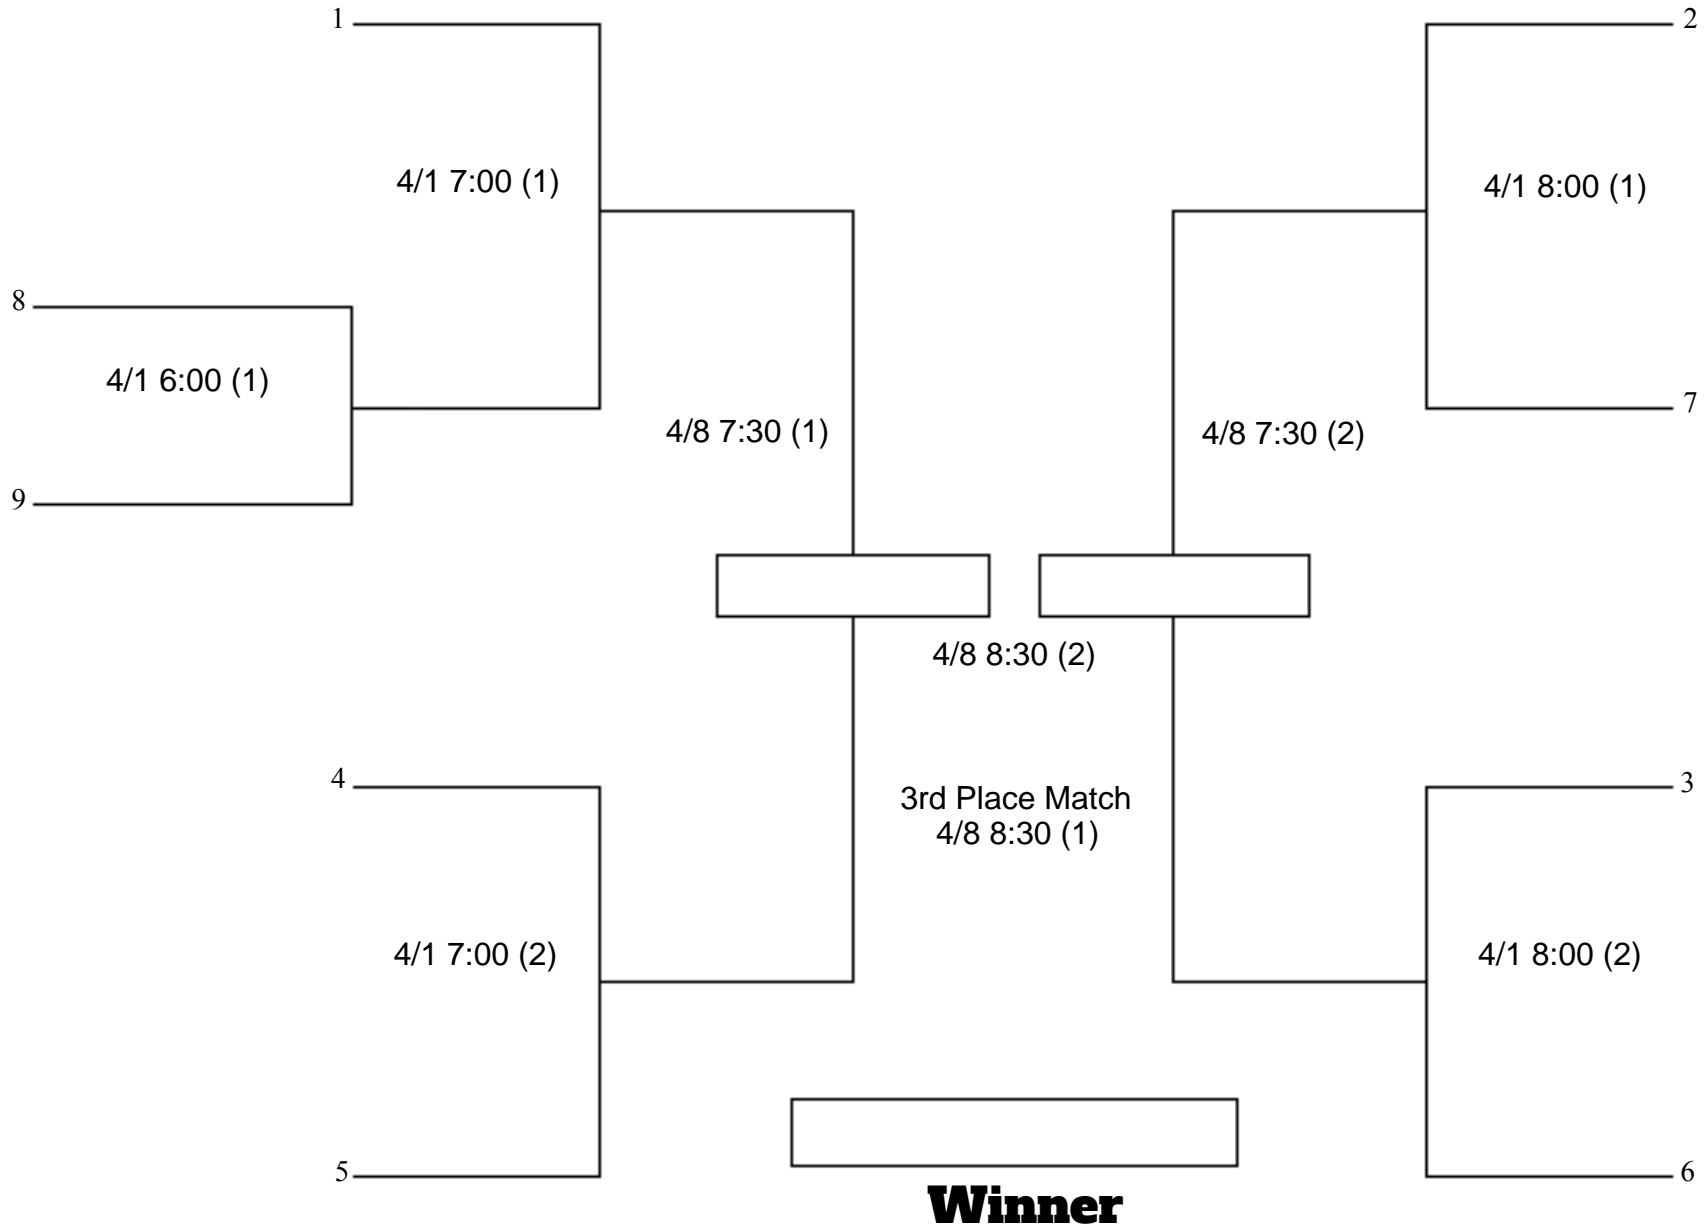 1
2
4/1 7:00 (1)
4/1 8:00 (1)
8
4/1 6:00 (1)
7
4/8 7:30 (1)
4/8 7:30 (2)
9
4/8 8:30 (2)
4
3
3rd Place Match
4/8 8:30 (1)
4/1 7:00 (2)
4/1 8:00 (2)
5
6
Winner